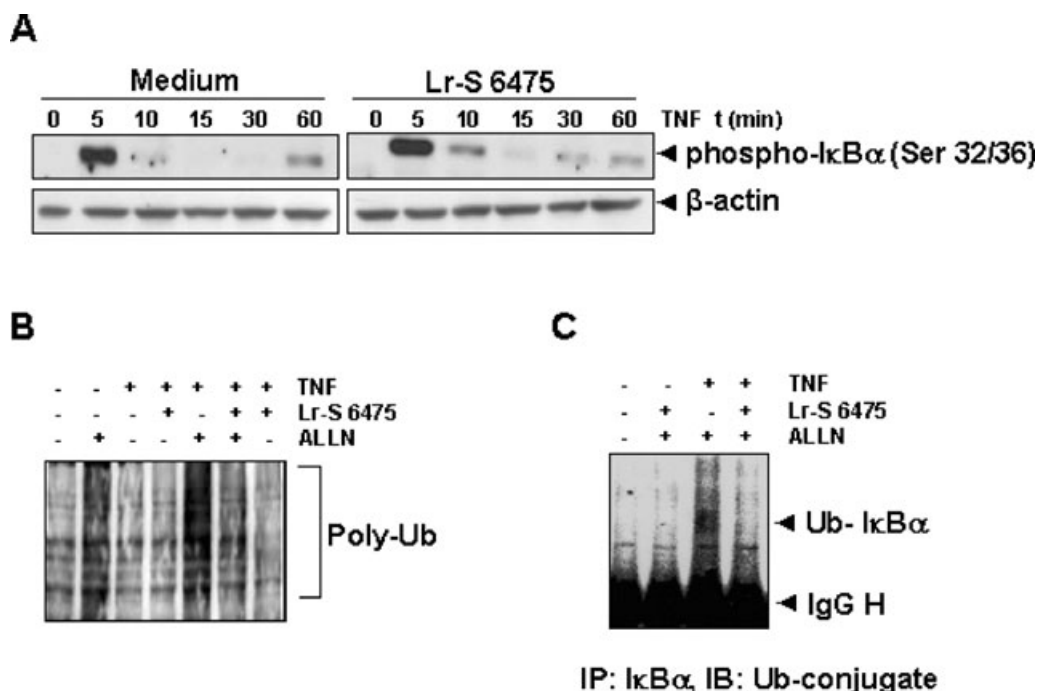 A
Medium Lr-S 6475
0 5 10 15 30 60 0 5 10 15 30 60 TNF t (min)
phospho-IκBα (Ser 32/36)
β-actin
B
- - + + + + + TNF
- - - + - + + Lr-S 6475
- + - - + + - ALLN
Poly-Ub
C
- - + + TNF
- + - + Lr-S 6475
- + + + ALLN
Ub- IκBα
IgG H
IP: IκBα, IB: Ub-conjugate